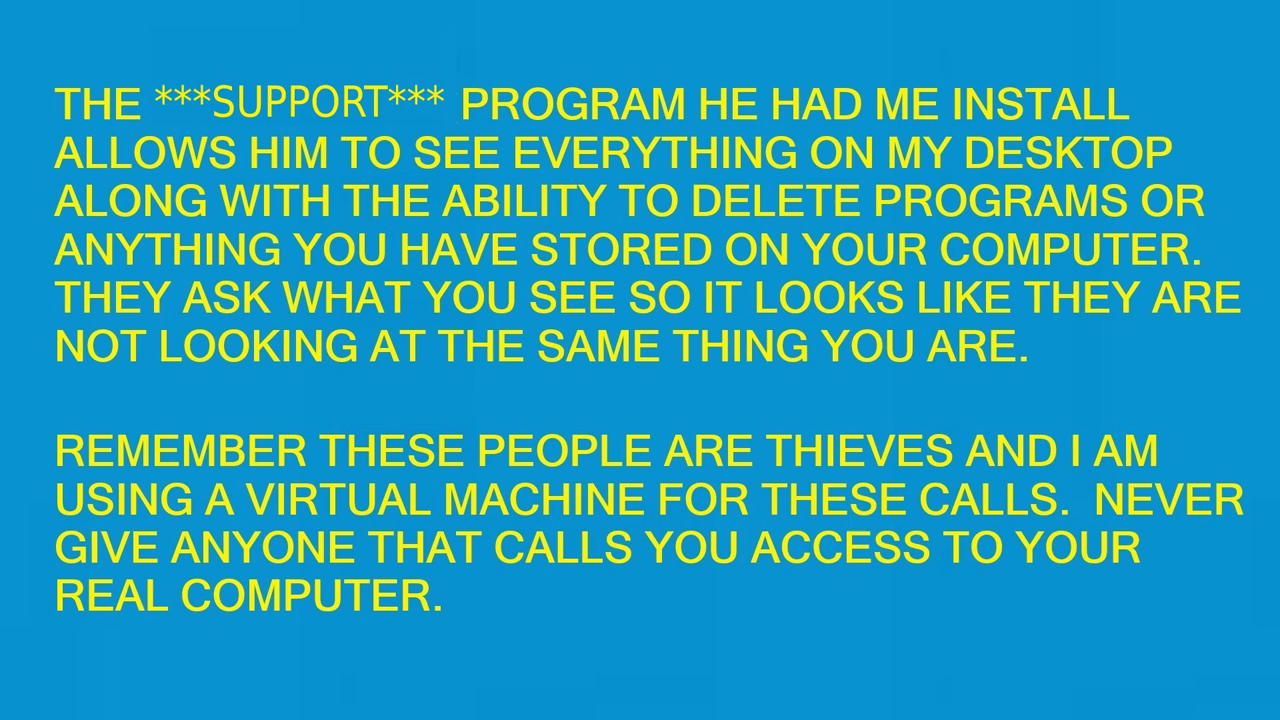 THE ***SUPPORT*** PROGRAM HE HAD ME INSTALL
ALLOWS HIM TO SEE EVERYTHING ON MY DESKTOP
ALONG WITH THE ABILITY TO DELETE PROGRAMS OR
ANYTHING YOU HAVE STORED ON YOUR COMPUTER.
THEY ASK WHAT YOU SEE SO IT LOOKS LIKE THEY ARE
NOT LOOKING AT THE SAME THING YOU ARE.
REMEMBER THESE PEOPLE ARE THIEVES AND I AM
USING A VIRTUAL MACHINE FOR THESE CALLS.  NEVER
GIVE ANYONE THAT CALLS YOU ACCESS TO YOUR
REAL COMPUTER.